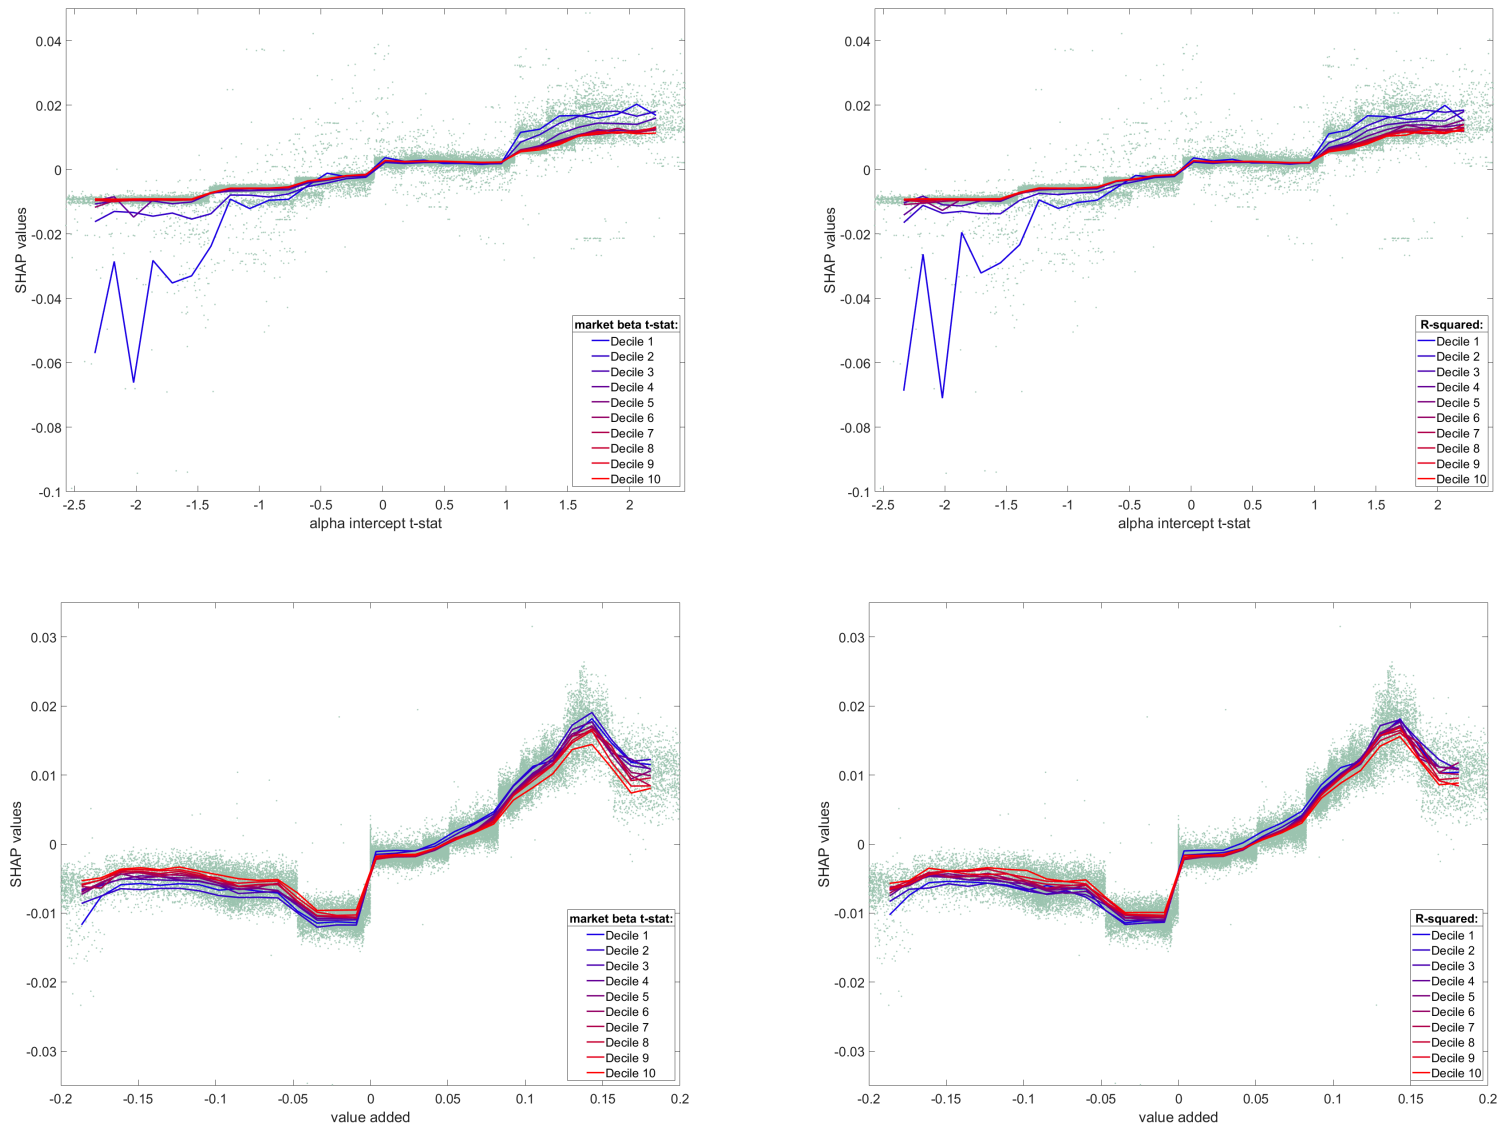 0.04
0.02
0
-0.02
-0.04
-0.06
-0.08
-0.1
SHAP values
-2.5 -2 -1.5 -1 -0.5 0 0.5 1 1.5 2
alpha intercept t-stat
market beta t-stat:
Decile 1
Decile 2
Decile 3
Decile 4
Decile 5
Decile 6
Decile 7
Decile 8
Decile 9
Decile 10
0.04
0.02
0
-0.02
-0.04
-0.06
-0.08
-0.1
SHAP values
-2.5 -2 -1.5 -1 -0.5 0 0.5 1 1.5 2
alpha intercept t-stat
R-squared:
Decile 1
Decile 2
Decile 3
Decile 4
Decile 5
Decile 6
Decile 7
Decile 8
Decile 9
Decile 10
0.03
0.02
0.01
0
-0.01
-0.02
-0.03
SHAP values
-0.2 -0.15 -0.1 -0.05 0 0.05 0.1 0.15 0.2
value added
market beta t-stat:
Decile 1
Decile 2
Decile 3
Decile 4
Decile 5
Decile 6
Decile 7
Decile 8
Decile 9
Decile 10
0.03
0.02
0.01
0
-0.01
-0.02
-0.03
SHAP values
-0.2 -0.15 -0.1 -0.05 0 0.05 0.1 0.15 0.2
value added
R-squared:
Decile 1
Decile 2
Decile 3
Decile 4
Decile 5
Decile 6
Decile 7
Decile 8
Decile 9
Decile 10